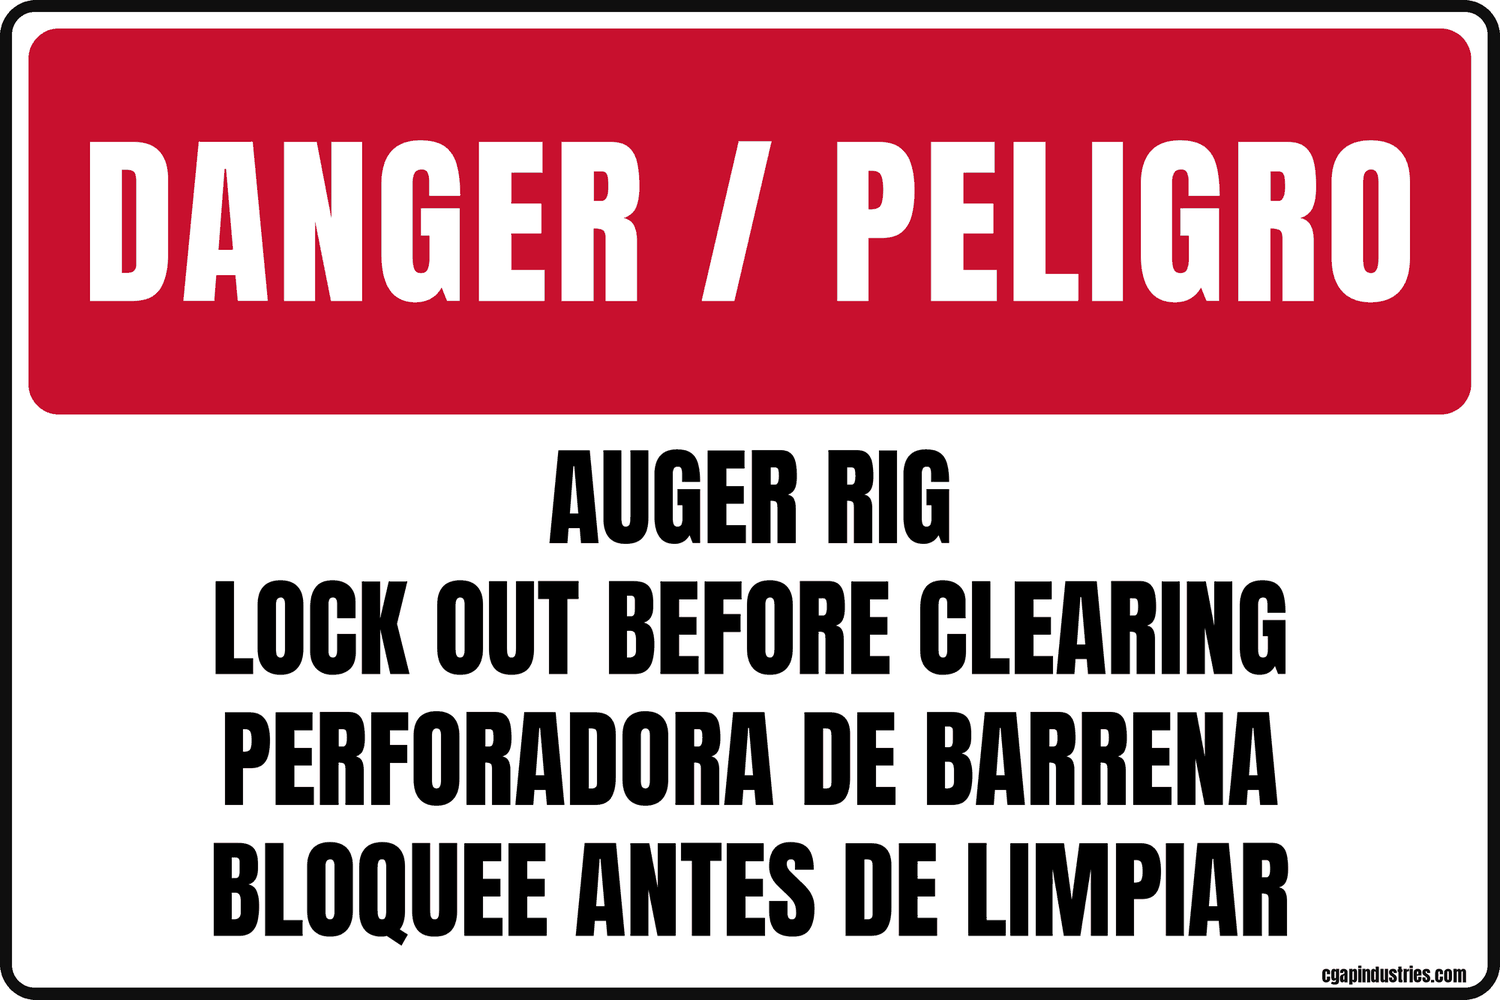 DANGER / PELIGRO
AUGER RIG
LOCK OUT BEFORE CLEARING
PERFORADORA DE BARRENA
BLOQUEE ANTES DE LIMPIAR
cgapindustries.com